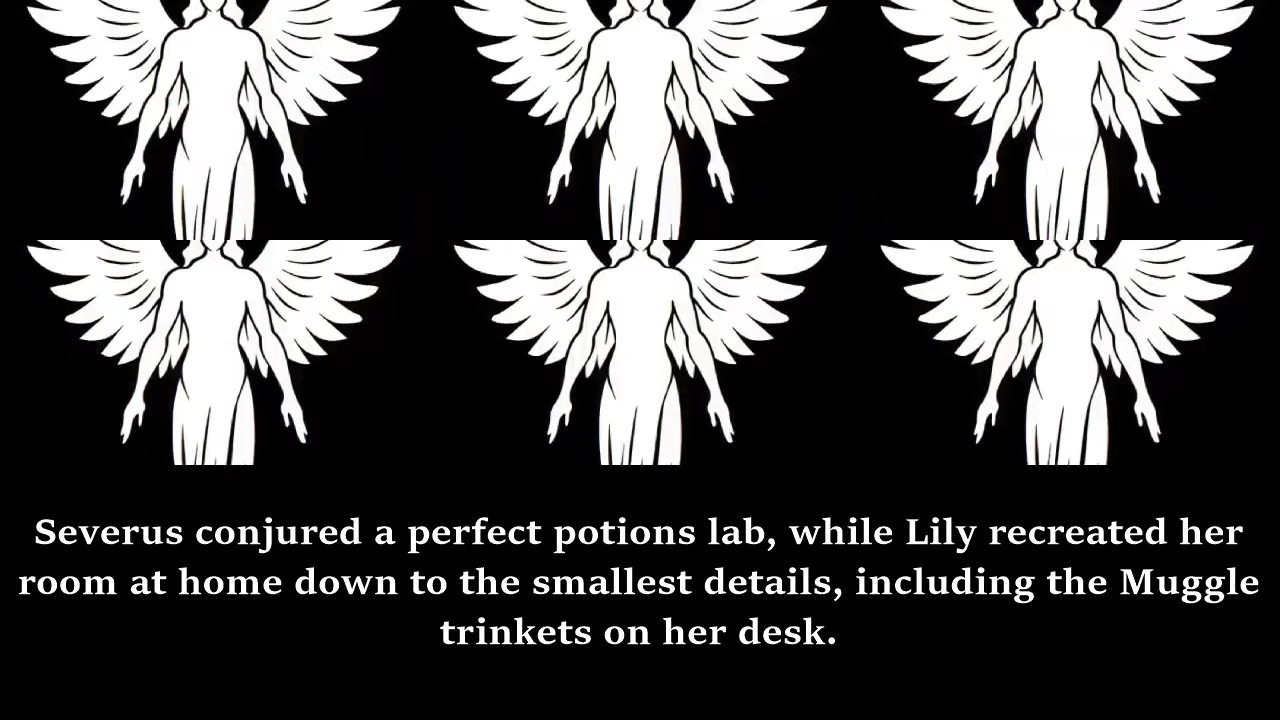 Severus conjured a perfect potions lab, while Lily recreated her
room at home down to the smallest details, including the Muggle
trinkets on her desk.